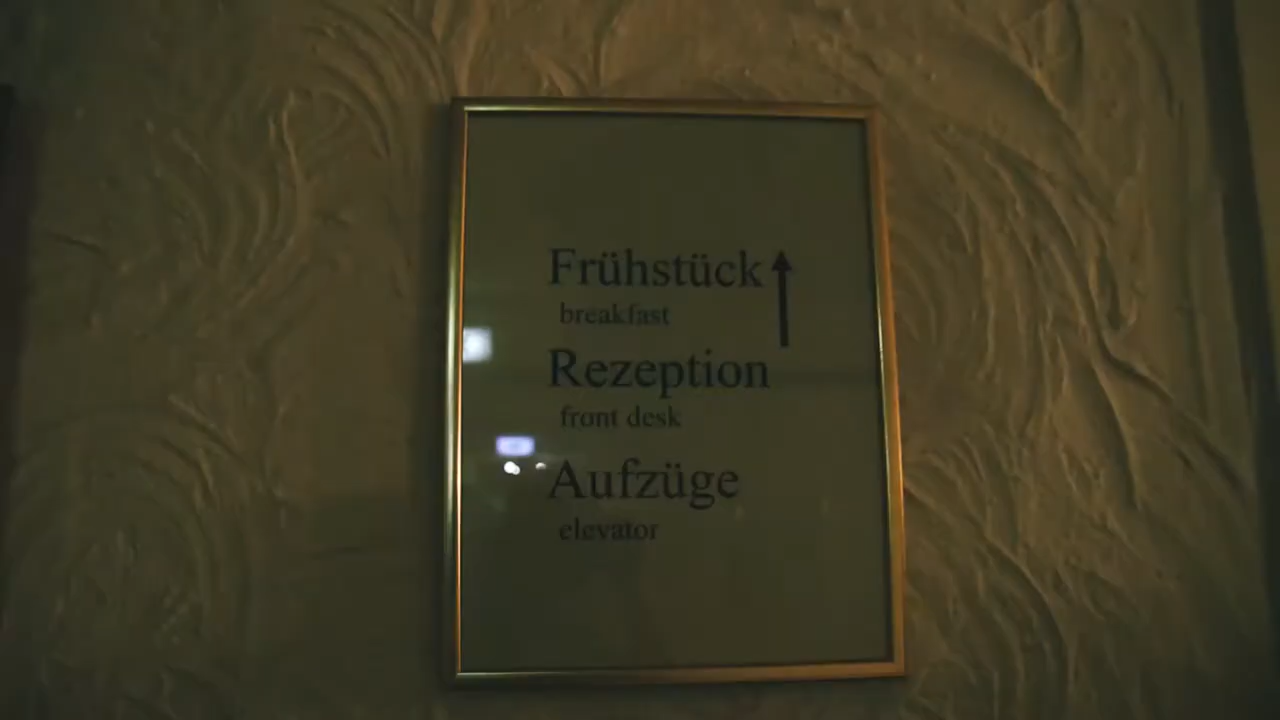 Frühstück
breakfast
Rezeption
front desk
Aufzüge
elevator